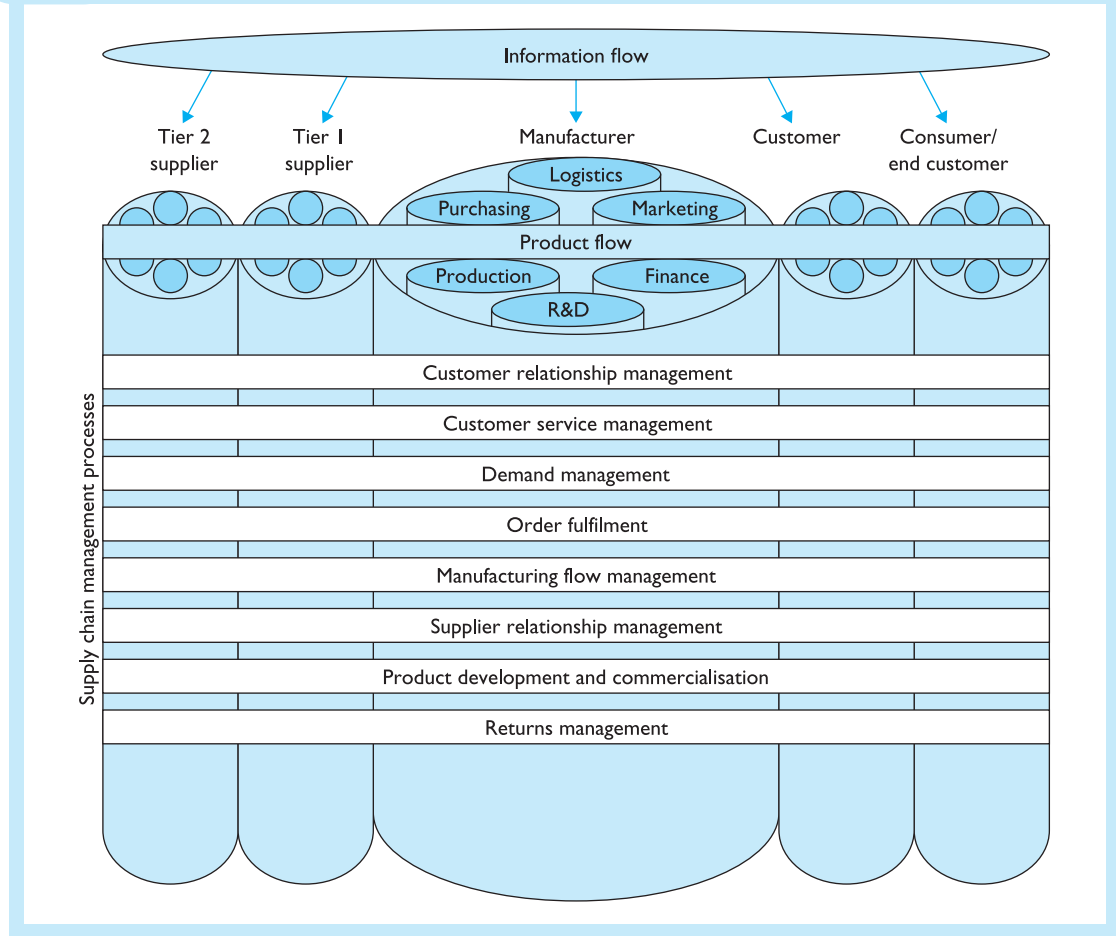 Information flow
Tier 2
supplier
Tier 1
supplier
Manufacturer
Customer
Consumer/
end customer
Logistics
Purchasing
Marketing
Product flow
Production
Finance
R&D
Supply chain management processes
Customer relationship management
Customer service management
Demand management
Order fulfilment
Manufacturing flow management
Supplier relationship management
Product development and commercialisation
Returns management